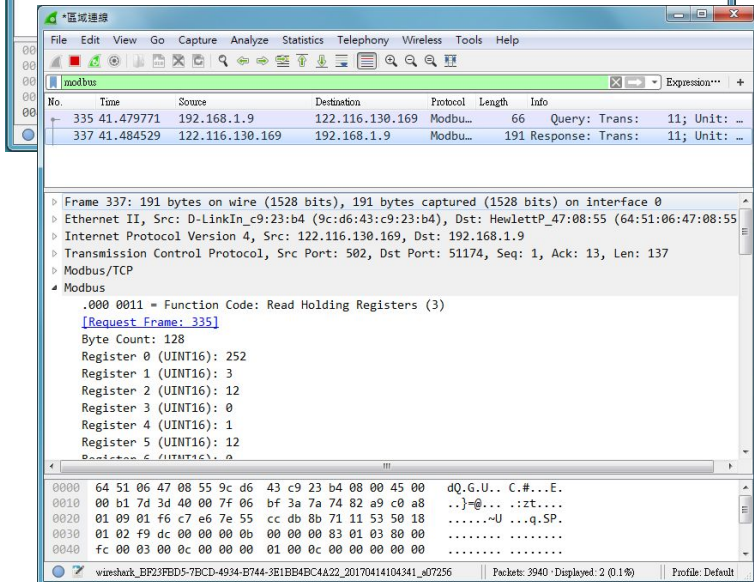 *區域連線
File Edit View Go Capture Analyze Statistics Telephony Wireless Tools Help
modbus Expression… +
No. Time Source Destination Protocol Length Info
335 41.479771 192.168.1.9 122.116.130.169 Modbu… 66 Query: Trans: 11; Unit: …
337 41.484529 122.116.130.169 192.168.1.9 Modbu… 191 Response: Trans: 11; Unit: …
Frame 337: 191 bytes on wire (1528 bits), 191 bytes captured (1528 bits) on interface 0
Ethernet II, Src: D-LinkIn_c9:23:b4 (9c:d6:43:c9:23:b4), Dst: HewlettP_47:08:55 (64:51:06:47:08:55
Internet Protocol Version 4, Src: 122.116.130.169, Dst: 192.168.1.9
Transmission Control Protocol, Src Port: 502, Dst Port: 51174, Seq: 1, Ack: 13, Len: 137
Modbus/TCP
Modbus
.000 0011 = Function Code: Read Holding Registers (3)
[Request Frame: 335]
Byte Count: 128
Register 0 (UINT16): 252
Register 1 (UINT16): 3
Register 2 (UINT16): 12
Register 3 (UINT16): 0
Register 4 (UINT16): 1
Register 5 (UINT16): 12
Register 6 (UINT16): 0
0000 64 51 06 47 08 55 9c d6 43 c9 23 b4 08 00 45 00 dQ.G.U.. C.#...E.
0010 00 b1 7d 3d 40 00 7f 06 bf 3a 7a 74 82 a9 c0 a8 ..}=@... .:zt....
0020 01 09 01 f6 c7 e6 7e 55 cc db 8b 71 11 53 50 18 ......~U ...q.SP.
0030 01 02 f9 dc 00 00 00 0b 00 00 00 83 01 03 80 00 ........ ........
0040 fc 00 03 00 0c 00 00 00 01 00 0c 00 00 00 00 00 ........ ........
wireshark_BF23FBD5-7BCD-4934-B744-3E1BB4BC4A22_20170414104341_a07256 Packets: 3940 · Displayed: 2 (0.1%) Profile: Default